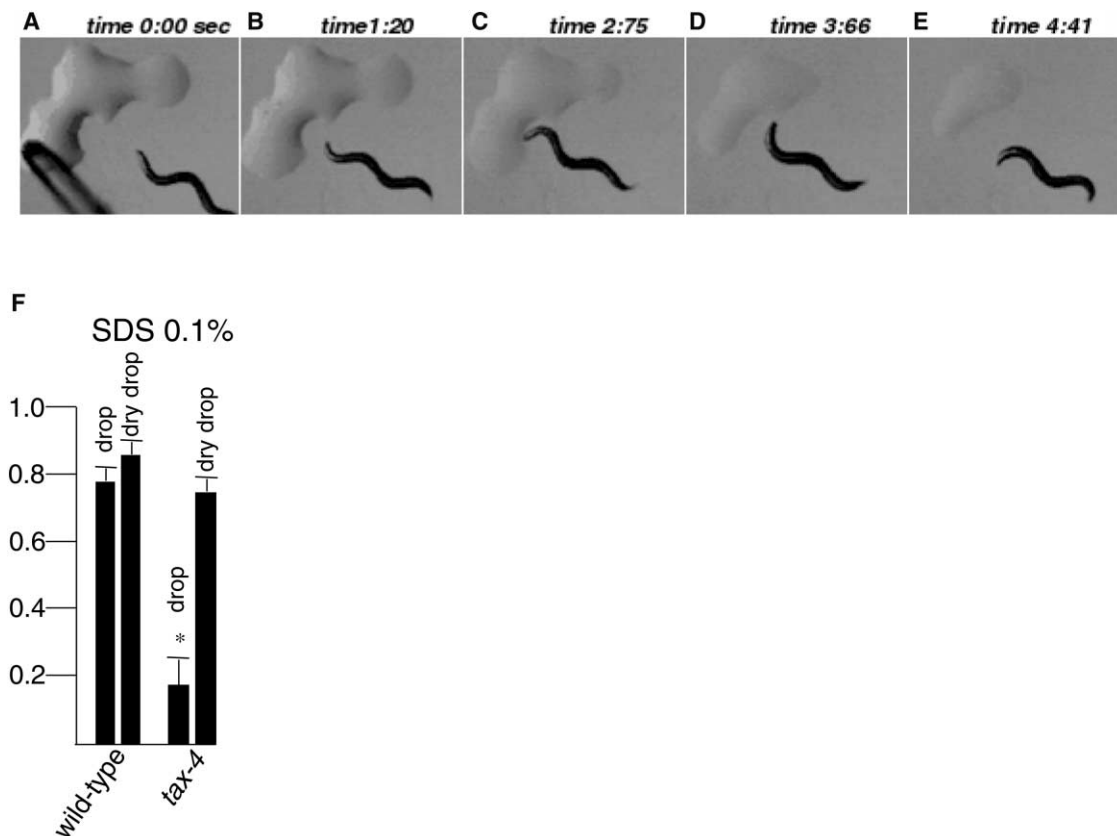 A time 0:00 sec
B time1:20
C time 2:75
D time 3:66
E time 4:41
F
SDS 0.1%
1.0
0.8
0.6
0.4
0.2
drop
dry drop
* drop
dry drop
wild-type
tax-4